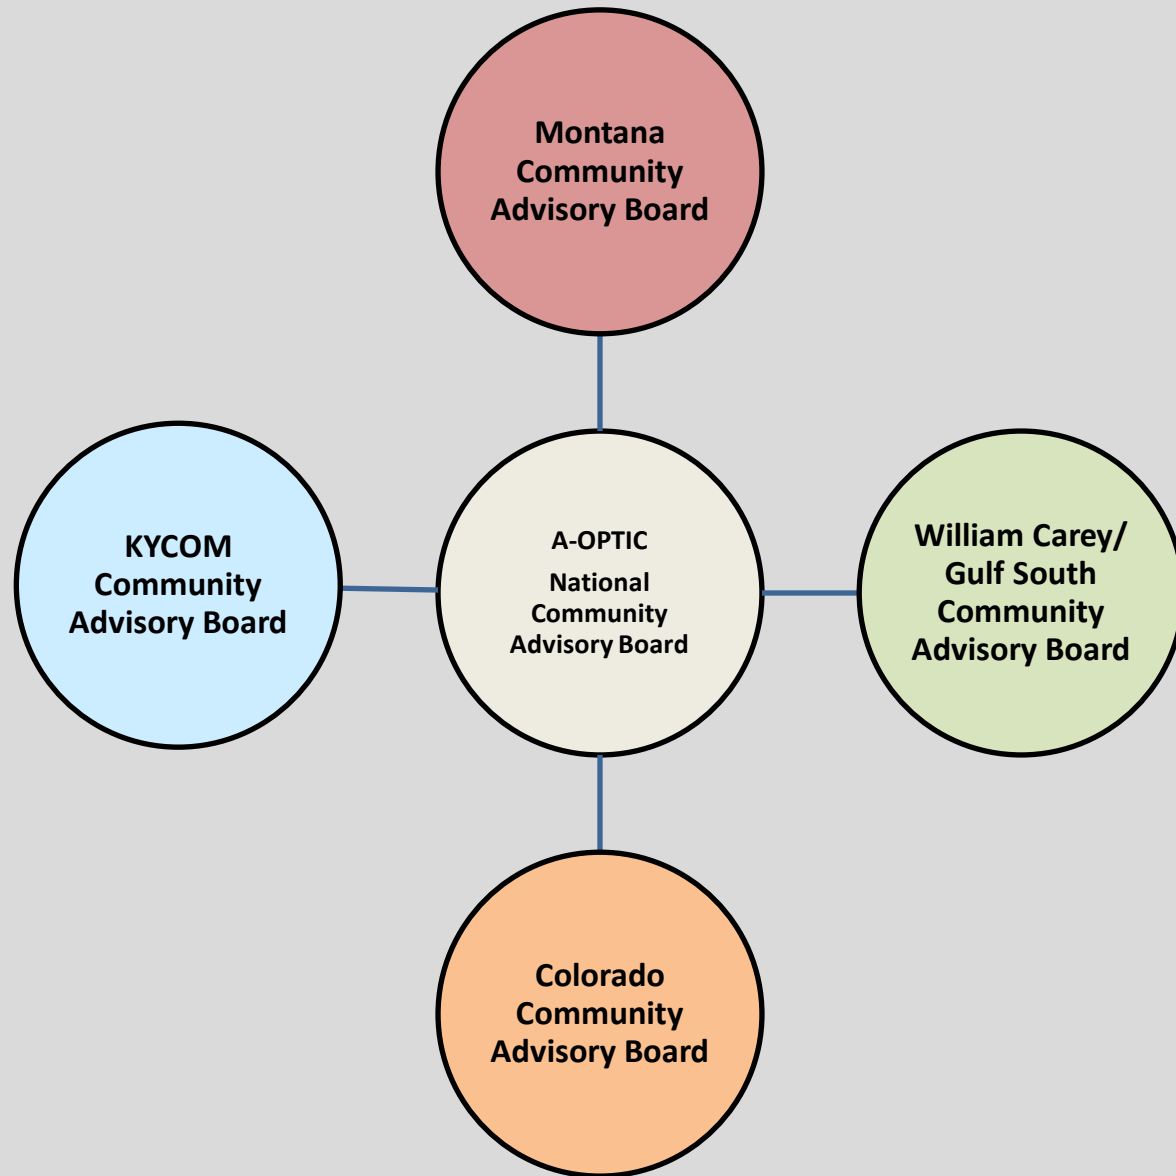 Montana
Community
Advisory Board
KYCOM
Community
Advisory Board
A-OPTIC
National
Community
Advisory Board
William Carey/
Gulf South
Community
Advisory Board
Colorado
Community
Advisory Board